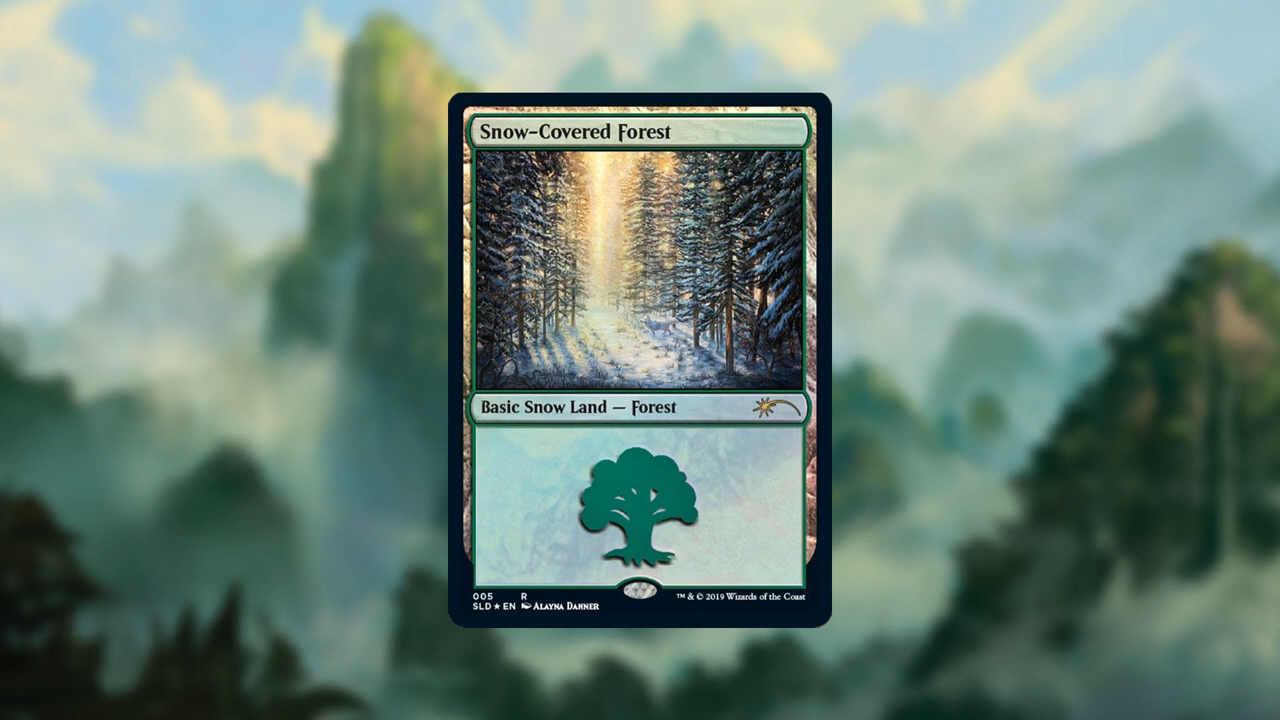 Snow-Covered Forest
Basic Snow Land — Forest
005 R
SLD ★ EN Alayna Danner
™ & © 2019 Wizards of the Coast